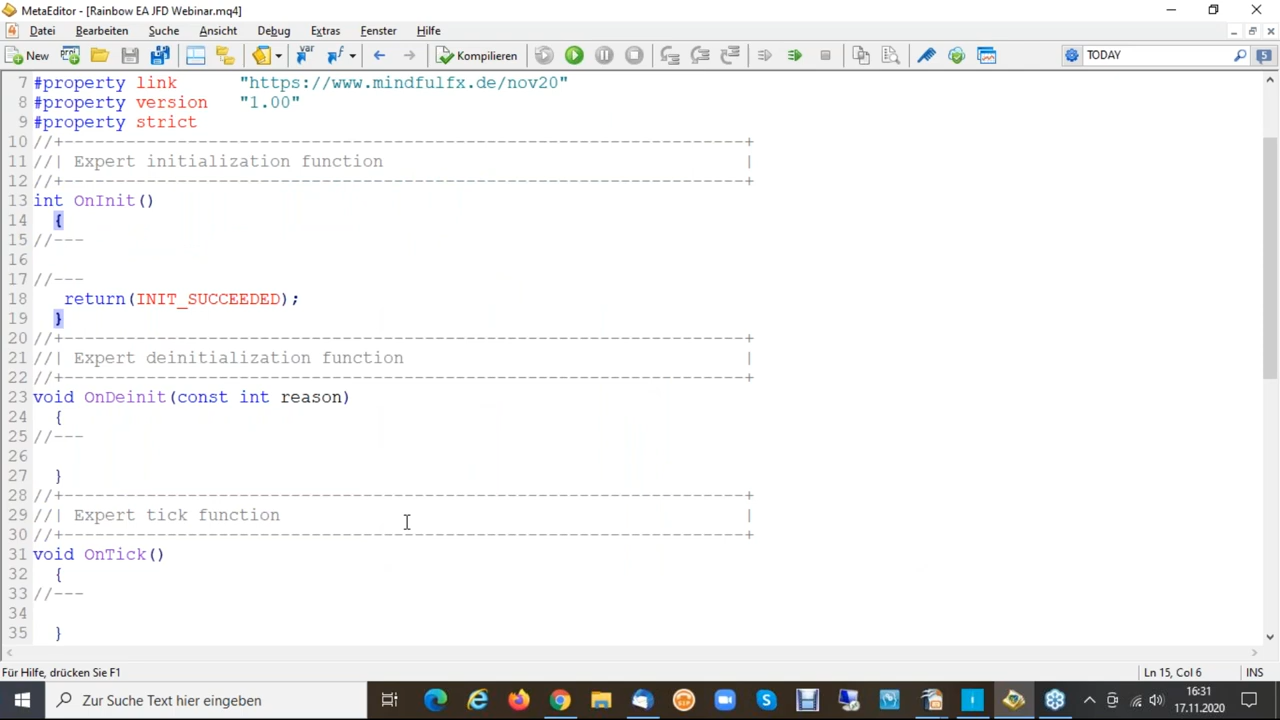 MetaEditor - [Rainbow EA JFD Webinar.mq4]
Datei Bearbeiten Suche Ansicht Debug Extras Fenster Hilfe
New Kompilieren TODAY 5
7 #property link "https://www.mindfulfx.de/nov20"
8 #property version "1.00"
9 #property strict
10 //+------------------------------------------------------------------+
11 //| Expert initialization function |
12 //+------------------------------------------------------------------+
13 int OnInit()
14 {
15 //---
16
17 //---
18 return(INIT_SUCCEEDED);
19 }
20 //+------------------------------------------------------------------+
21 //| Expert deinitialization function |
22 //+------------------------------------------------------------------+
23 void OnDeinit(const int reason)
24 {
25 //---
26
27 }
28 //+------------------------------------------------------------------+
29 //| Expert tick function |
30 //+------------------------------------------------------------------+
31 void OnTick()
32 {
33 //---
34
35 }
Für Hilfe, drücken Sie F1 Ln 15, Col 6 INS
Zur Suche Text hier eingeben 16:31
17.11.2020